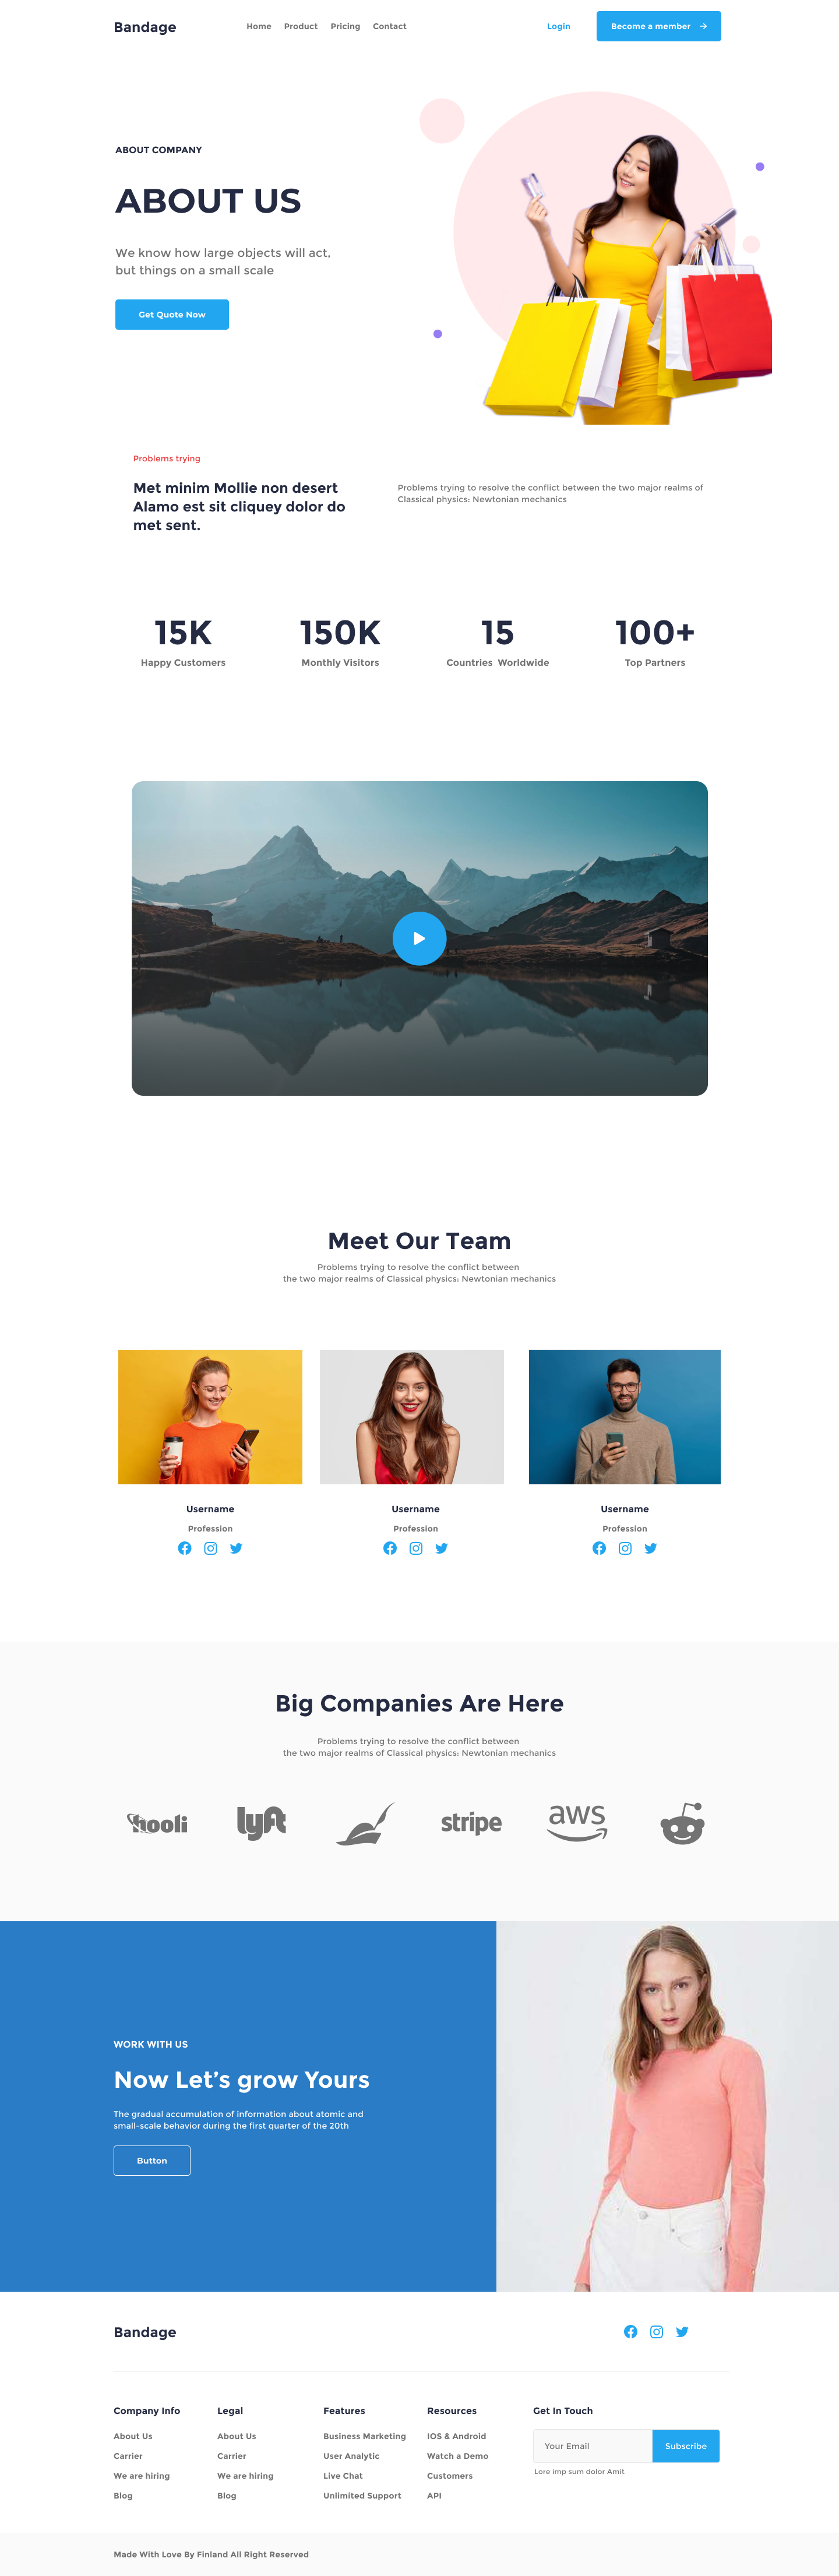 Bandage
Home Product Pricing Contact
Login
Become a member
ABOUT COMPANY
ABOUT US
We know how large objects will act,
but things on a small scale
Get Quote Now
Problems trying
Met minim Mollie non desert
Alamo est sit cliquey dolor do
met sent.
Problems trying to resolve the conflict between the two major realms of
Classical physics: Newtonian mechanics
15K
Happy Customers
150K
Monthly Visitors
15
Countries Worldwide
100+
Top Partners
Meet Our Team
Problems trying to resolve the conflict between
the two major realms of Classical physics: Newtonian mechanics
Username
Profession
Username
Profession
Username
Profession
Big Companies Are Here
Problems trying to resolve the conflict between
the two major realms of Classical physics: Newtonian mechanics
hooli
lyft
stripe
aws
WORK WITH US
Now Let’s grow Yours
The gradual accumulation of information about atomic and
small-scale behavior during the first quarter of the 20th
Button
Bandage
Company Info
About Us
Carrier
We are hiring
Blog
Legal
About Us
Carrier
We are hiring
Blog
Features
Business Marketing
User Analytic
Live Chat
Unlimited Support
Resources
IOS & Android
Watch a Demo
Customers
API
Get In Touch
Your Email
Subscribe
Lore imp sum dolor Amit
Made With Love By Finland All Right Reserved